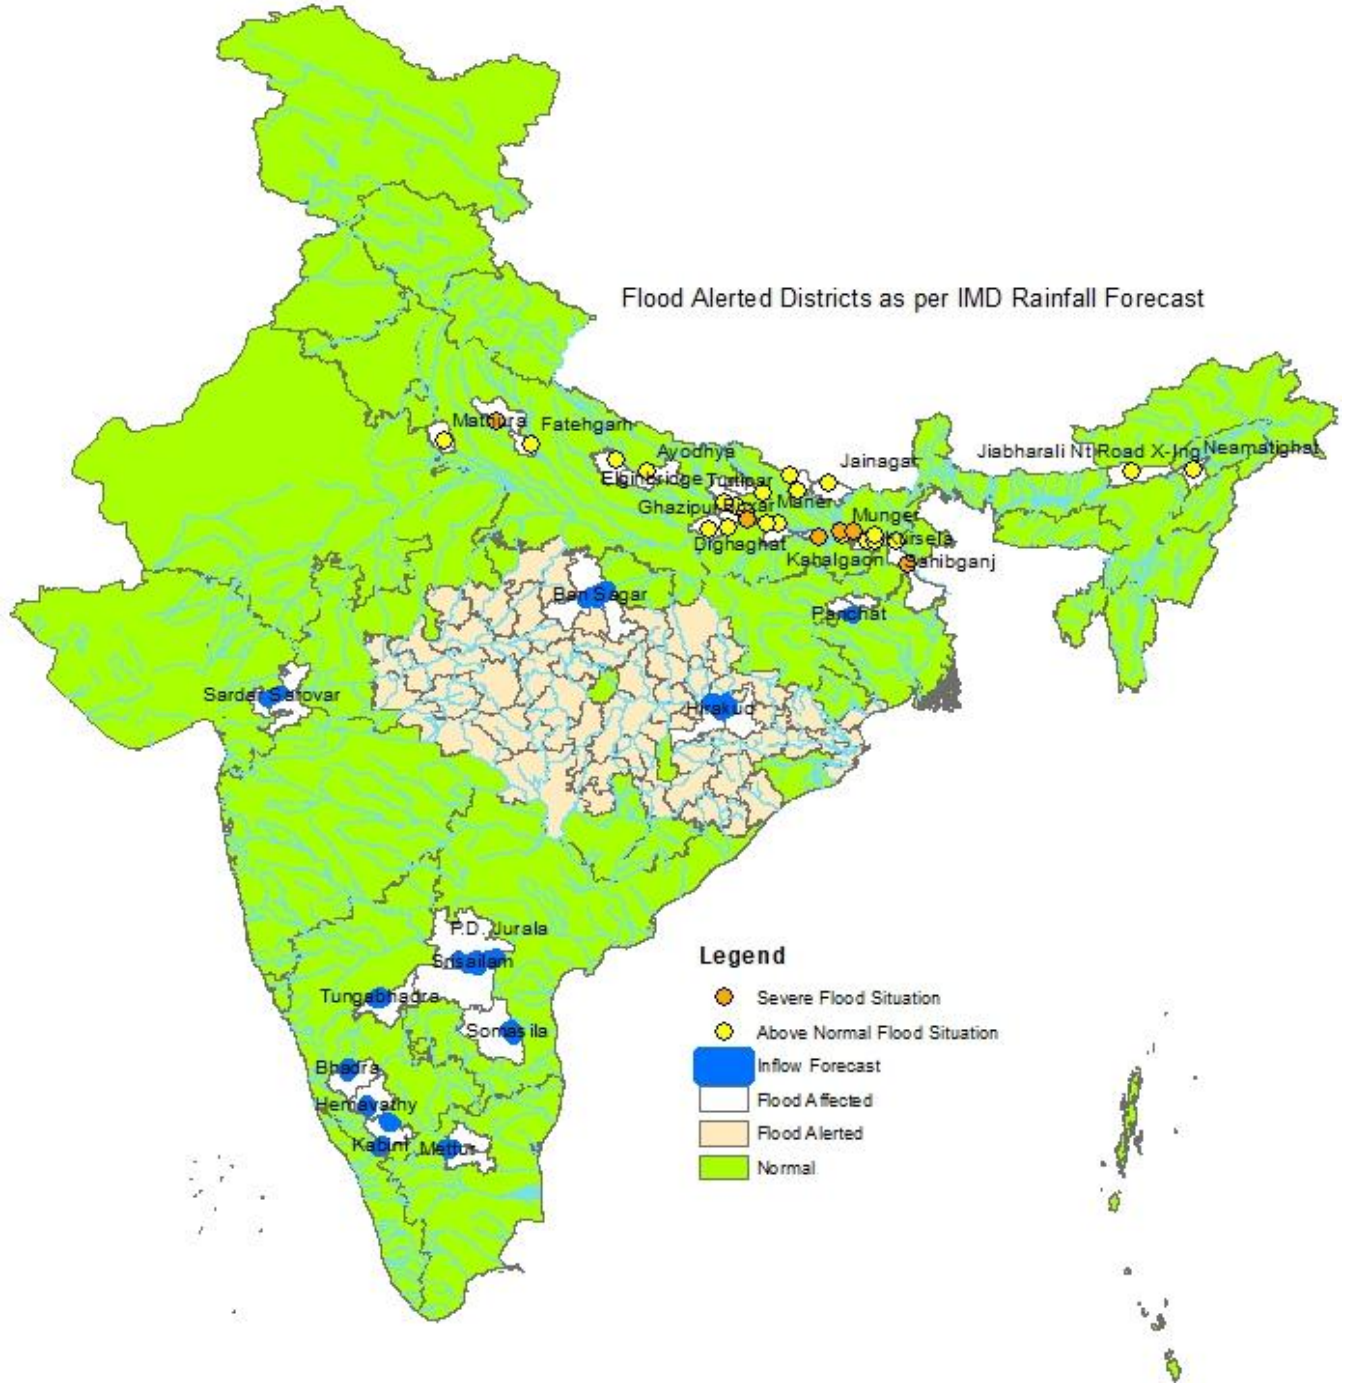 Flood Alerted Districts as per IMD Rainfall Forecast
Mathura
Fatehgarh
Ayodhya
Elginbridge
Turtipar
Jainagar
Jiabharali Nt Road X-Ing
Neamatighat
Ghazipur
Buxar
Maner
Munger
Dighaghat
Kursela
Kahalgaon
Sahibganj
Ban Sagar
Panchat
Sardar Sarovar
Hirakud
P.D. Jurala
Srisailam
Tungabhadra
Somasila
Bhadra
Hemavathy
Kabini
Mettur
Legend
Severe Flood Situation
Above Normal Flood Situation
Inflow Forecast
Flood Affected
Flood Alerted
Normal